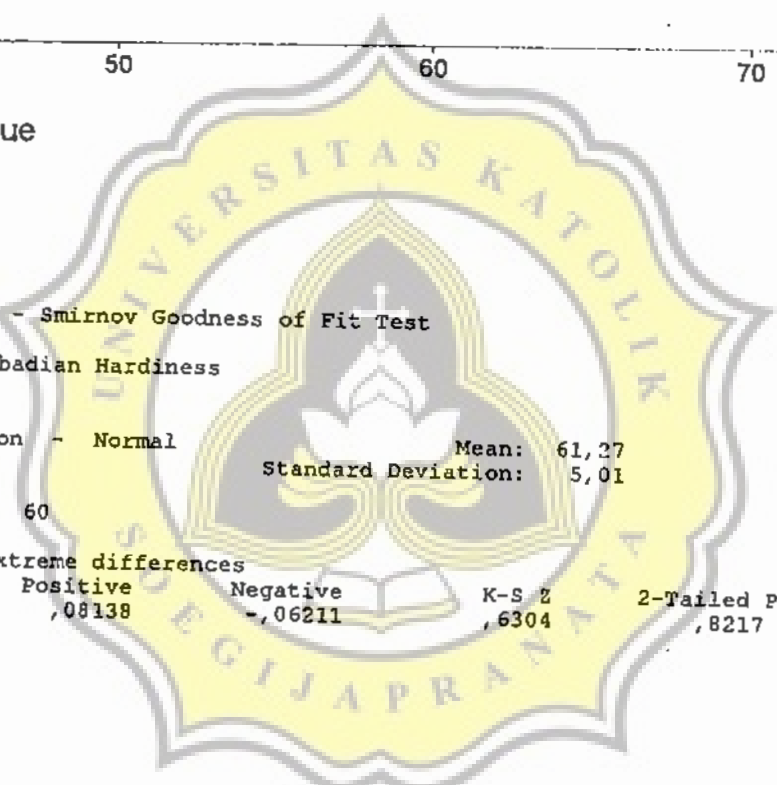 50 60 70
ue
- Smirnov Goodness of Fit Test
badian Hardiness
on - Normal Mean: 61,27
Standard Deviation: 5,01
60
xtreme differences
Positive Negative K-S Z 2-Tailed P
,08138 -,06211 ,6304 ,8217
UNIVERSITAS KATOLIK
SOEGIJAPRANATA